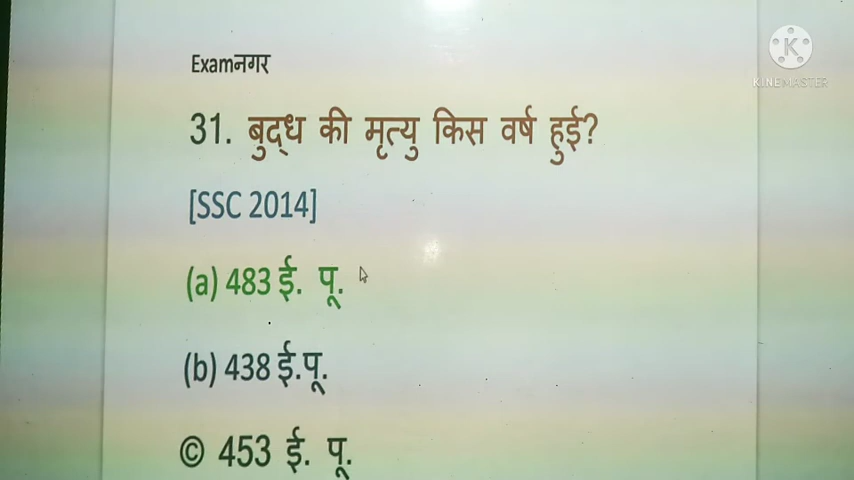 Examनगर
KINEMASTER
31. बुद्ध की मृत्यु किस वर्ष हुई?
[SSC 2014]
(a) 483 ई. पू.
(b) 438 ई.पू.
© 453 ई. पू.